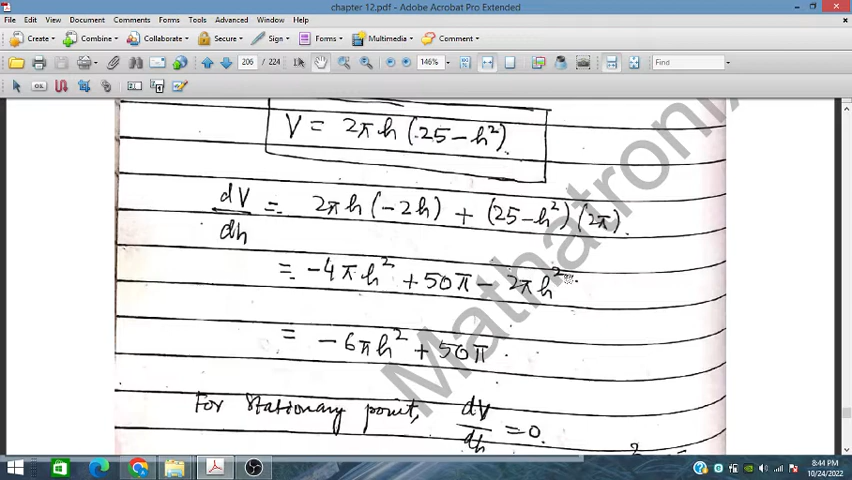 chapter 12.pdf - Adobe Acrobat Pro Extended
File Edit View Document Comments Forms Tools Advanced Window Help
Create Combine Collaborate Secure Sign Forms Multimedia Comment
206 / 224 146% Find
V = 2πh (25 - h²)
dV/dh = 2πh (-2h) + (25 - h²) (2π).
= -4πh² + 50π - 2πh²
= -6πh² + 50π.
For stationary point, dV/dh = 0.
Mathatronix
8:44 PM
10/24/2022